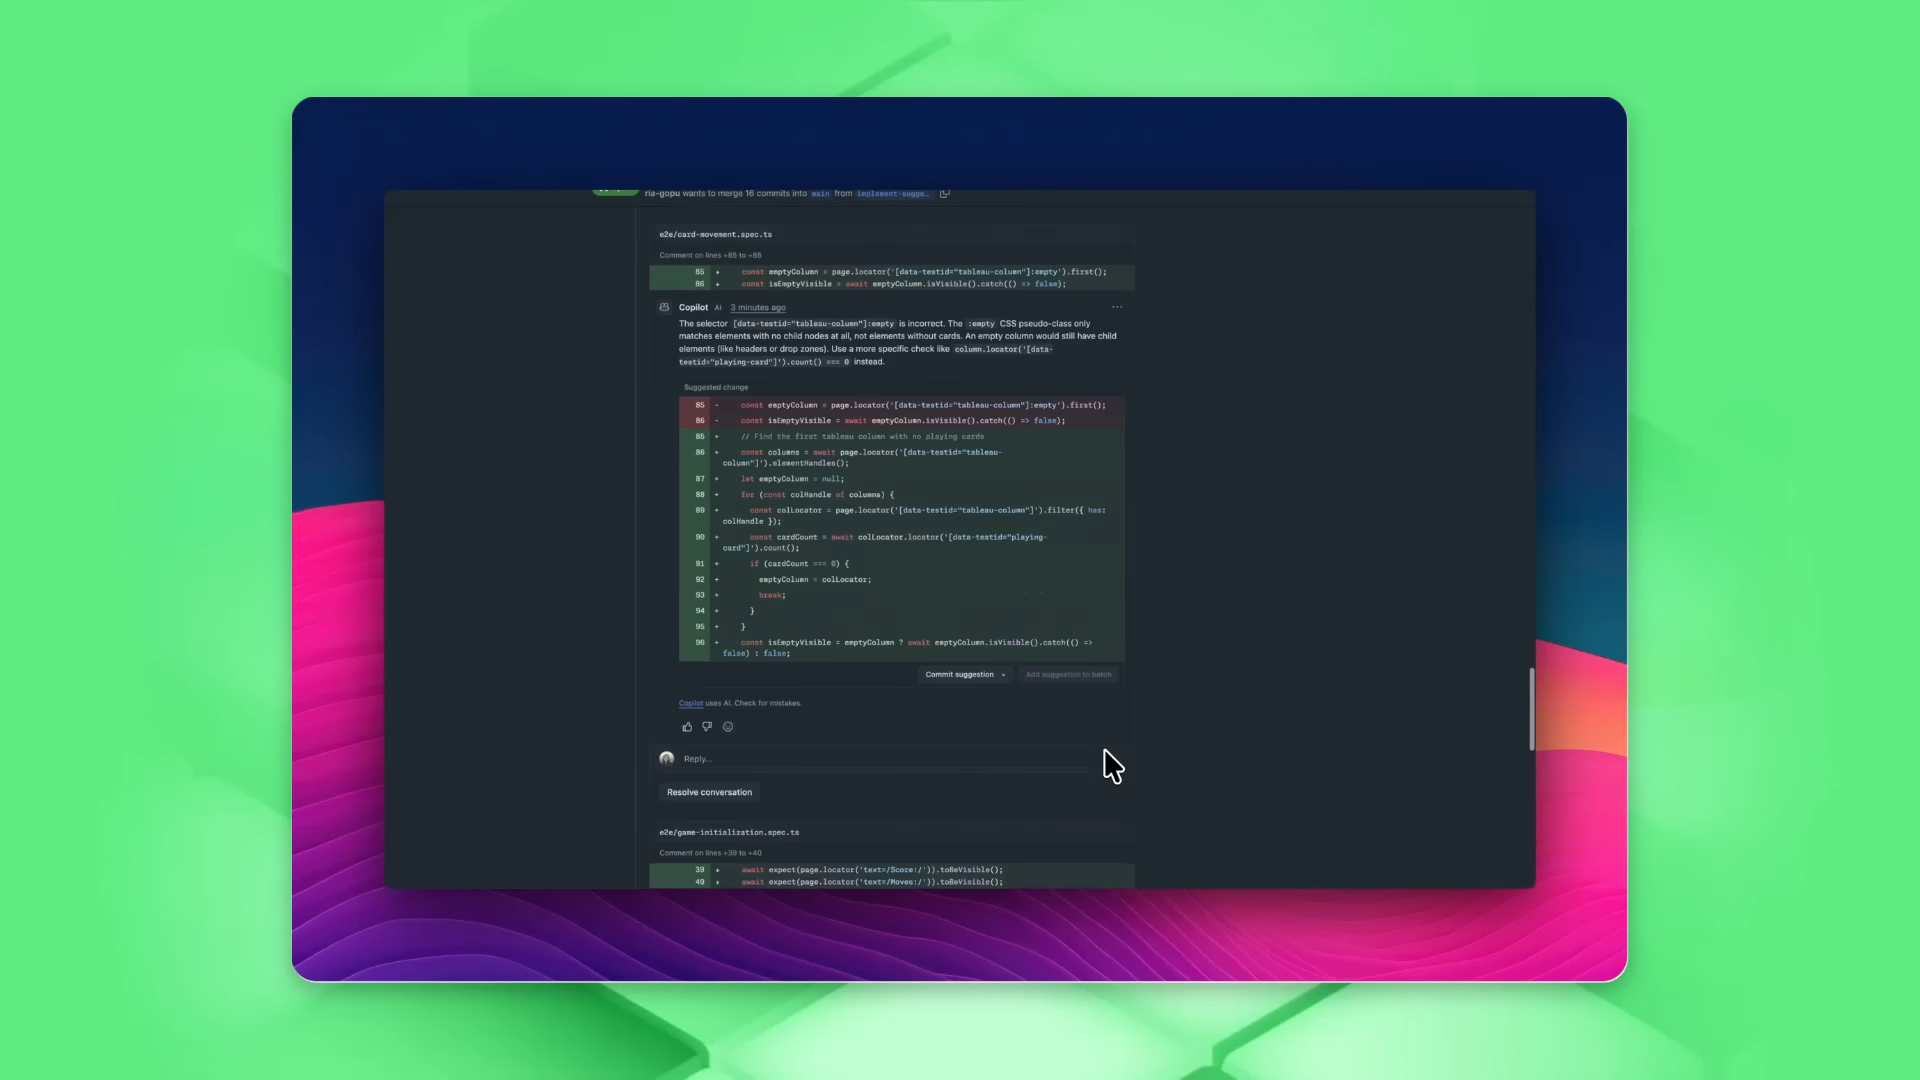 ria-gopu wants to merge 16 commits into main from implement-sugge…
e2e/card-movement.spec.ts
Comment on lines +85 to +86
85 + const emptyColumn = page.locator('[data-testid="tableau-column"]:empty').first();
86 + const isEmptyVisible = await emptyColumn.isVisible().catch(() => false);
Copilot AI 3 minutes ago
The selector [data-testid="tableau-column"]:empty is incorrect. The :empty CSS pseudo-class only
matches elements with no child nodes at all, not elements without cards. An empty column would still have child
elements (like headers or drop zones). Use a more specific check like column.locator('[data-
testid="playing-card"]').count() === 0 instead.
Suggested change
85 - const emptyColumn = page.locator('[data-testid="tableau-column"]:empty').first();
86 - const isEmptyVisible = await emptyColumn.isVisible().catch(() => false);
85 + // Find the first tableau column with no playing cards
86 + const columns = await page.locator('[data-testid="tableau-
column"]').elementHandles();
87 + let emptyColumn = null;
88 + for (const colHandle of columns) {
89 + const colLocator = page.locator('[data-testid="tableau-column"]').filter({ has:
colHandle });
90 + const cardCount = await colLocator.locator('[data-testid="playing-
card"]').count();
91 + if (cardCount === 0) {
92 + emptyColumn = colLocator;
93 + break;
94 + }
95 + }
96 + const isEmptyVisible = emptyColumn ? await emptyColumn.isVisible().catch(() =>
false) : false;
Commit suggestion Add suggestion to batch
Copilot uses AI. Check for mistakes.
Reply...
Resolve conversation
e2e/game-initialization.spec.ts
Comment on lines +39 to +40
39 + await expect(page.locator('text=/Score:/')).toBeVisible();
40 + await expect(page.locator('text=/Moves:/')).toBeVisible();